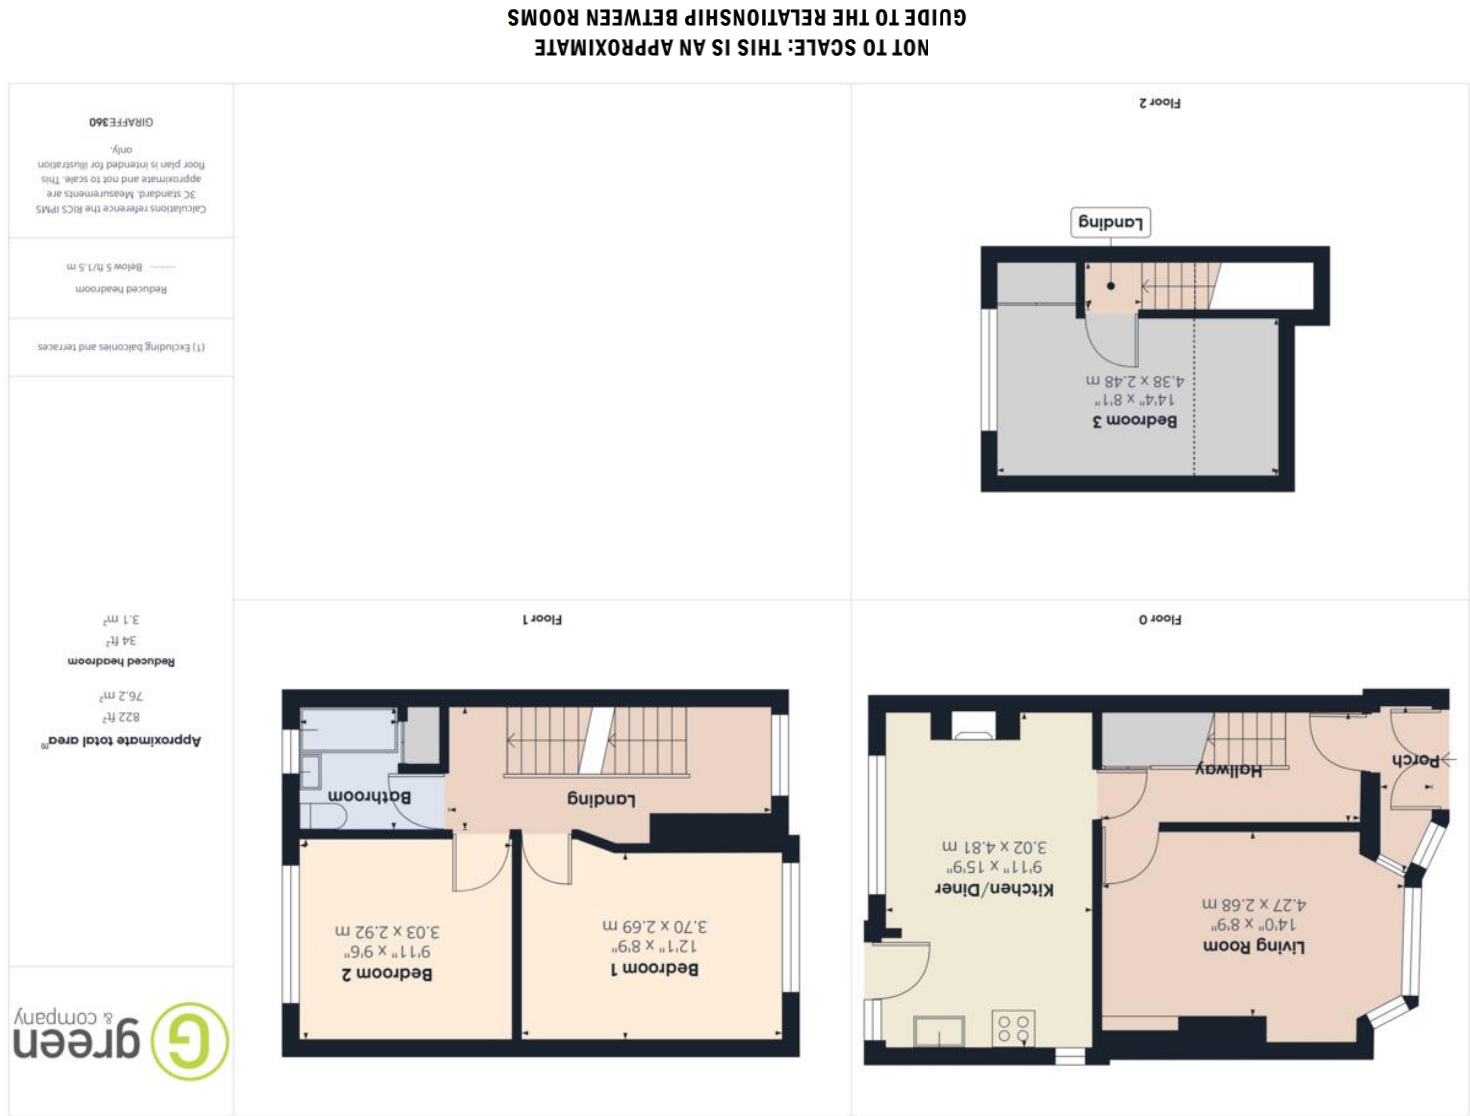 green
& company
Approximate total area(1)
822 ft²
76.2 m²
Reduced headroom
34 ft²
3.1 m²
(1) Excluding balconies and terraces
Reduced headroom
Below 5 ft/1.5 m
Calculations reference the RICS IPMS
3C standard. Measurements are
approximate and not to scale. This
floor plan is intended for illustration
only.
GIRAFFE360
Living Room
14'0" x 8'9"
4.27 x 2.68 m
Kitchen/Diner
9'11" x 15'9"
3.02 x 4.81 m
Hallway
Porch
Floor 0
Bedroom 1
12'1" x 8'9"
3.70 x 2.69 m
Bedroom 2
9'11" x 9'6"
3.03 x 2.92 m
Landing
Bathroom
Floor 1
Bedroom 3
14'4" x 8'1"
4.38 x 2.48 m
Landing
Floor 2
NOT TO SCALE: THIS IS AN APPROXIMATE
GUIDE TO THE RELATIONSHIP BETWEEN ROOMS